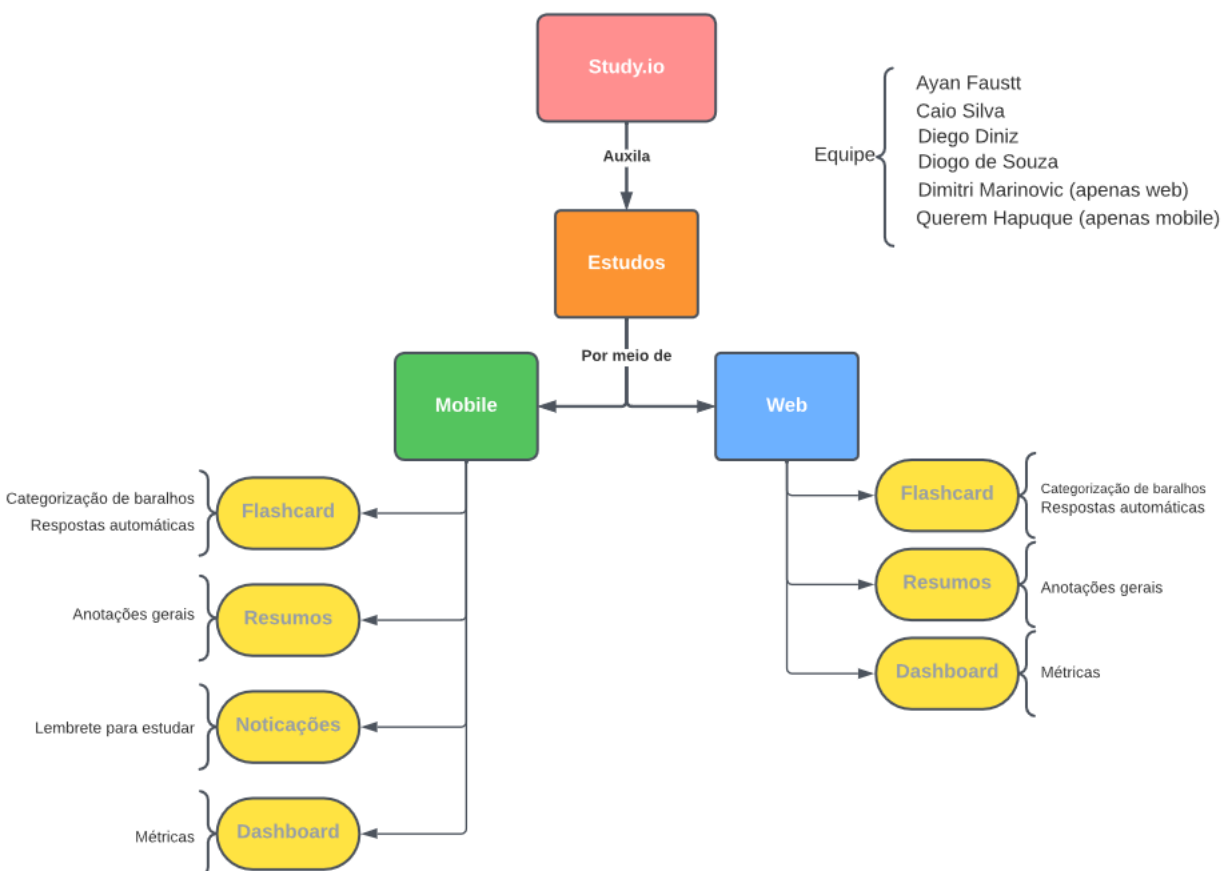 Study.io
Auxila
Estudos
Por meio de
Equipe
Ayan Faustt
Caio Silva
Diego Diniz
Diogo de Souza
Dimitri Marinovic (apenas web)
Querem Hapuque (apenas mobile)
Mobile
Web
Categorização de baralhos
Respostas automáticas
Flashcard
Anotações gerais
Resumos
Lembrete para estudar
Noticações
Métricas
Dashboard
Flashcard
Categorização de baralhos
Respostas automáticas
Resumos
Anotações gerais
Dashboard
Métricas